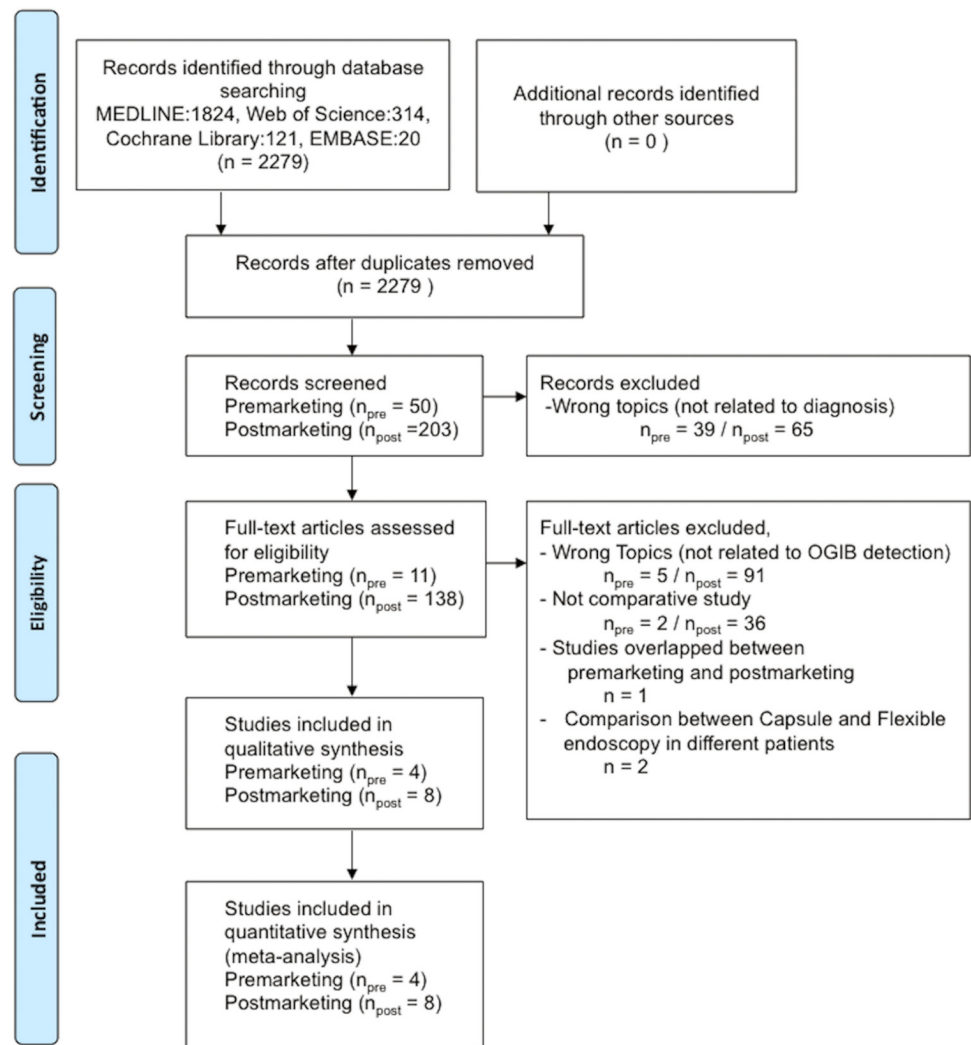 Identification
Records identified through database
searching
MEDLINE:1824, Web of Science:314,
Cochrane Library:121, EMBASE:20
(n = 2279)
Additional records identified
through other sources
(n = 0 )
Records after duplicates removed
(n = 2279 )
Screening
Records screened
Premarketing (npre = 50)
Postmarketing (npost =203)
Records excluded
-Wrong topics (not related to diagnosis)
npre = 39 / npost = 65
Eligibility
Full-text articles assessed
for eligibility
Premarketing (npre = 11)
Postmarketing (npost = 138)
Full-text articles excluded,
- Wrong Topics (not related to OGIB detection)
npre = 5 / npost = 91
- Not comparative study
npre = 2 / npost = 36
- Studies overlapped between
premarketing and postmarketing
n = 1
- Comparison between Capsule and Flexible
endoscopy in different patients
n = 2
Studies included in
qualitative synthesis
Premarketing (npre = 4)
Postmarketing (npost = 8)
Included
Studies included in
quantitative synthesis
(meta-analysis)
Premarketing (npre = 4)
Postmarketing (npost = 8)